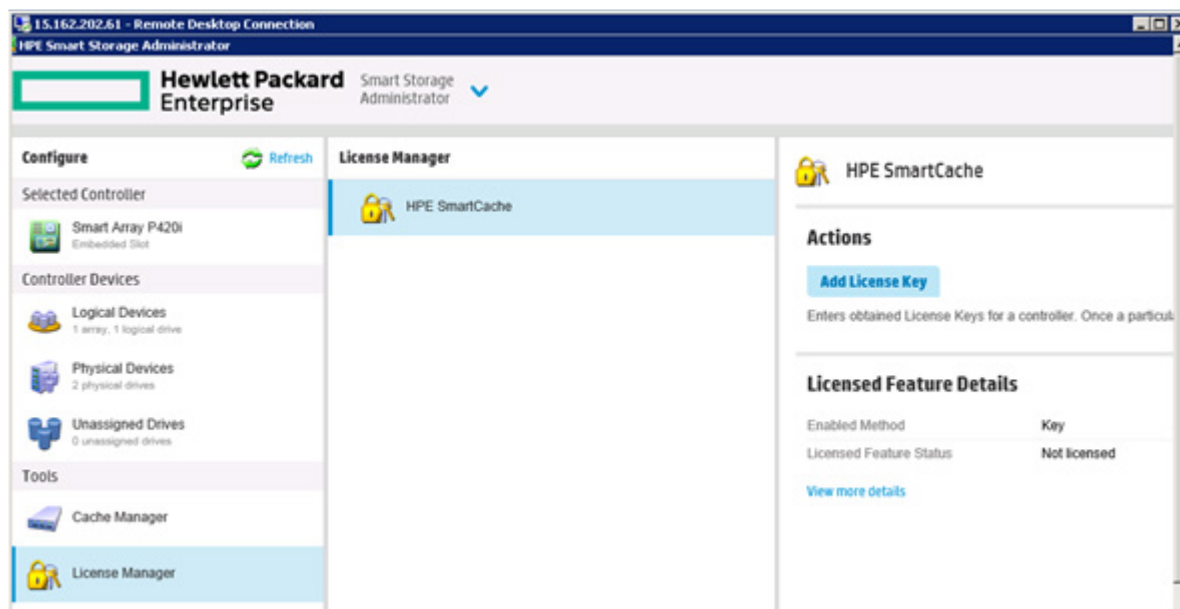 15.162.202.61 - Remote Desktop Connection
HPE Smart Storage Administrator
Hewlett Packard
Enterprise
Smart Storage
Administrator
Configure
Refresh
Selected Controller
Smart Array P420i
Embedded Slot
Controller Devices
Logical Devices
1 array, 1 logical drive
Physical Devices
2 physical drives
Unassigned Drives
0 unassigned drives
Tools
Cache Manager
License Manager
License Manager
HPE SmartCache
HPE SmartCache
Actions
Add License Key
Enters obtained License Keys for a controller. Once a particula
Licensed Feature Details
Enabled Method Key
Licensed Feature Status Not licensed
View more details